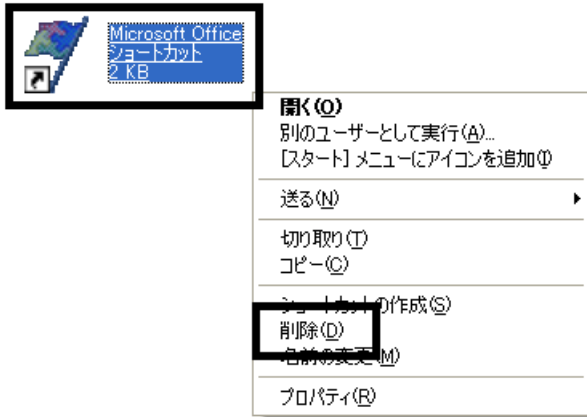 Microsoft Office
ショートカット
2 KB
開く(O)
別のユーザーとして実行(A)...
[スタート] メニューにアイコンを追加(I)
送る(N)
切り取り(T)
コピー(C)
ショートカットの作成(S)
削除(D)
名前の変更(M)
プロパティ(R)